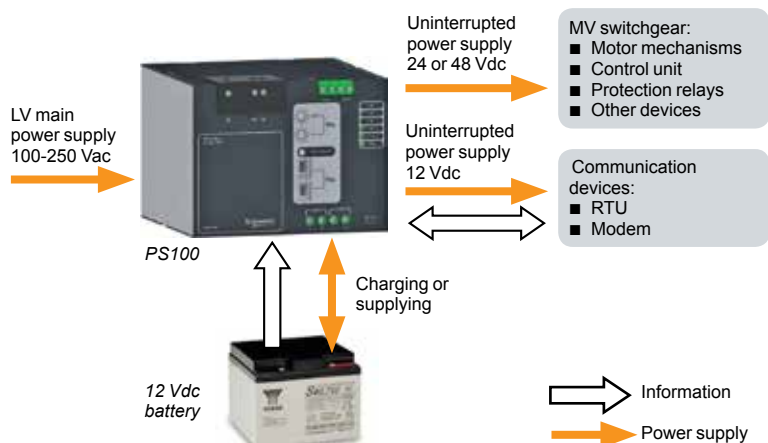 Uninterrupted
power supply
24 or 48 Vdc
MV switchgear:
■ Motor mechanisms
■ Control unit
■ Protection relays
■ Other devices
LV main
power supply
100-250 Vac
Uninterrupted
power supply
12 Vdc
Communication
devices:
■ RTU
■ Modem
PS100
Charging or
supplying
12 Vdc
battery
Information
Power supply